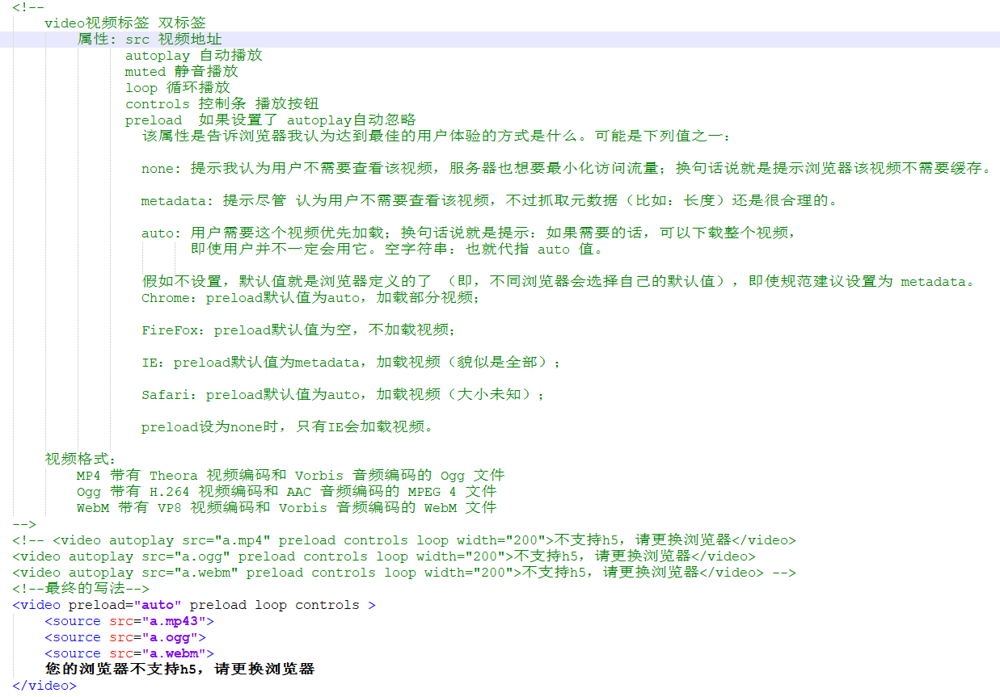 <!--
video视频标签 双标签
属性: src 视频地址
autoplay 自动播放
muted 静音播放
loop 循环播放
controls 控制条 播放按钮
preload 如果设置了 autoplay自动忽略
该属性是告诉浏览器我认为达到最佳的用户体验的方式是什么。可能是下列值之一:
none: 提示我认为用户不需要查看该视频，服务器也想要最小化访问流量；换句话说就是提示浏览器该视频不需要缓存。
metadata: 提示尽管 认为用户不需要查看该视频，不过抓取元数据（比如：长度）还是很合理的。
auto: 用户需要这个视频优先加载；换句话说就是提示：如果需要的话，可以下载整个视频，
即使用户并不一定会用它。空字符串：也就代指 auto 值。
假如不设置，默认值就是浏览器定义的了 （即，不同浏览器会选择自己的默认值），即使规范建议设置为 metadata。
Chrome：preload默认值为auto，加载部分视频；
FireFox：preload默认值为空，不加载视频；
IE：preload默认值为metadata，加载视频（貌似是全部）；
Safari：preload默认值为auto，加载视频（大小未知）；
preload设为none时，只有IE会加载视频。
视频格式:
MP4 带有 Theora 视频编码和 Vorbis 音频编码的 Ogg 文件
Ogg 带有 H.264 视频编码和 AAC 音频编码的 MPEG 4 文件
WebM 带有 VP8 视频编码和 Vorbis 音频编码的 WebM 文件
-->
<!-- <video autoplay src="a.mp4" preload controls loop width="200">不支持h5，请更换浏览器</video>
<video autoplay src="a.ogg" preload controls loop width="200">不支持h5，请更换浏览器</video>
<video autoplay src="a.webm" preload controls loop width="200">不支持h5，请更换浏览器</video> -->
<!--最终的写法-->
<video preload="auto" preload loop controls >
<source src="a.mp43">
<source src="a.ogg">
<source src="a.webm">
您的浏览器不支持h5，请更换浏览器
</video>